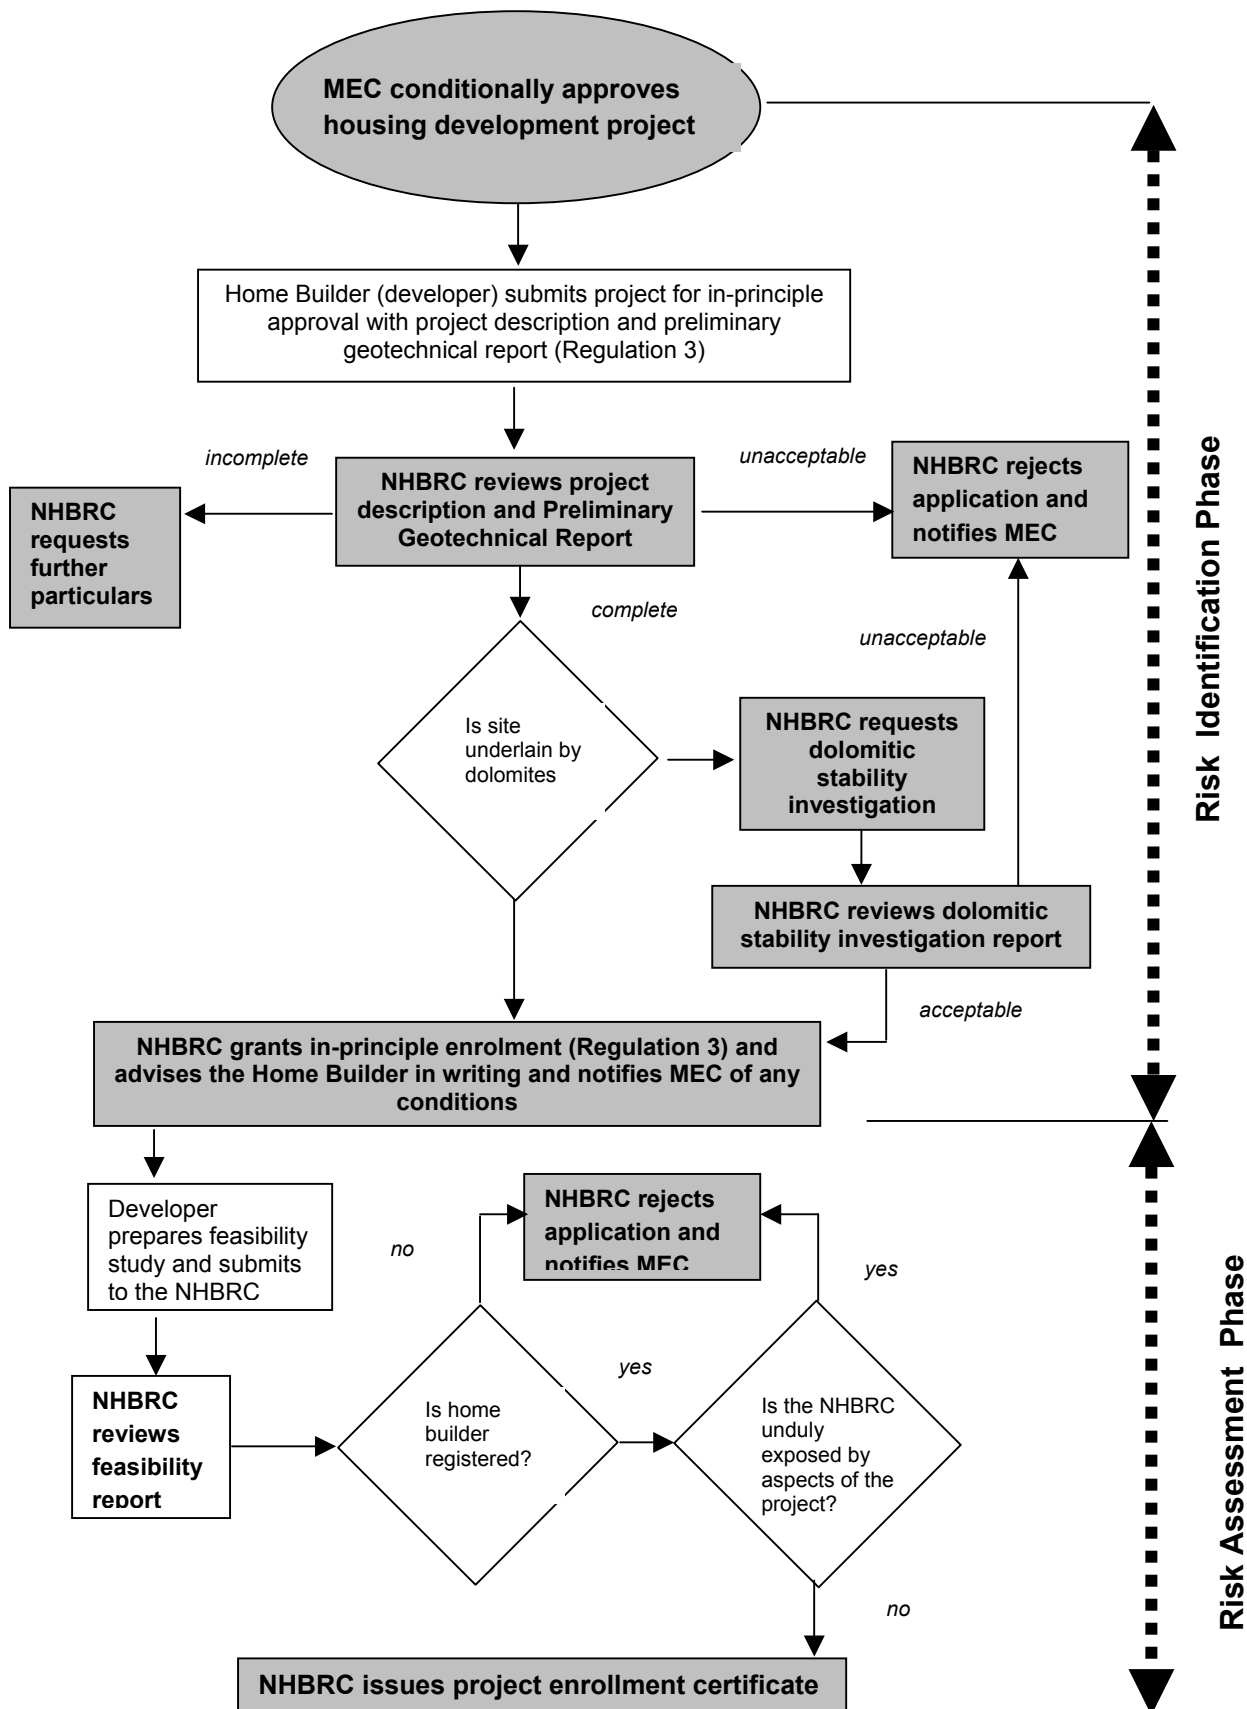 MEC conditionally approves
housing development project
Home Builder (developer) submits project for in-principle
approval with project description and preliminary
geotechnical report (Regulation 3)
incomplete
unacceptable
NHBRC reviews project
description and Preliminary
Geotechnical Report
NHBRC rejects
application and
notifies MEC
NHBRC
requests
further
particulars
complete
unacceptable
Is site
underlain by
dolomites
NHBRC requests
dolomitic
stability
investigation
NHBRC reviews dolomitic
stability investigation report
acceptable
Risk Identification Phase
NHBRC grants in-principle enrolment (Regulation 3) and
advises the Home Builder in writing and notifies MEC of any
conditions
Developer
prepares feasibility
study and submits
to the NHBRC
no
NHBRC rejects
application and
notifies MEC
yes
NHBRC
reviews
feasibility
report
Is home
builder
registered?
yes
Is the NHBRC
unduly
exposed by
aspects of the
project?
no
Risk Assessment Phase
NHBRC issues project enrollment certificate